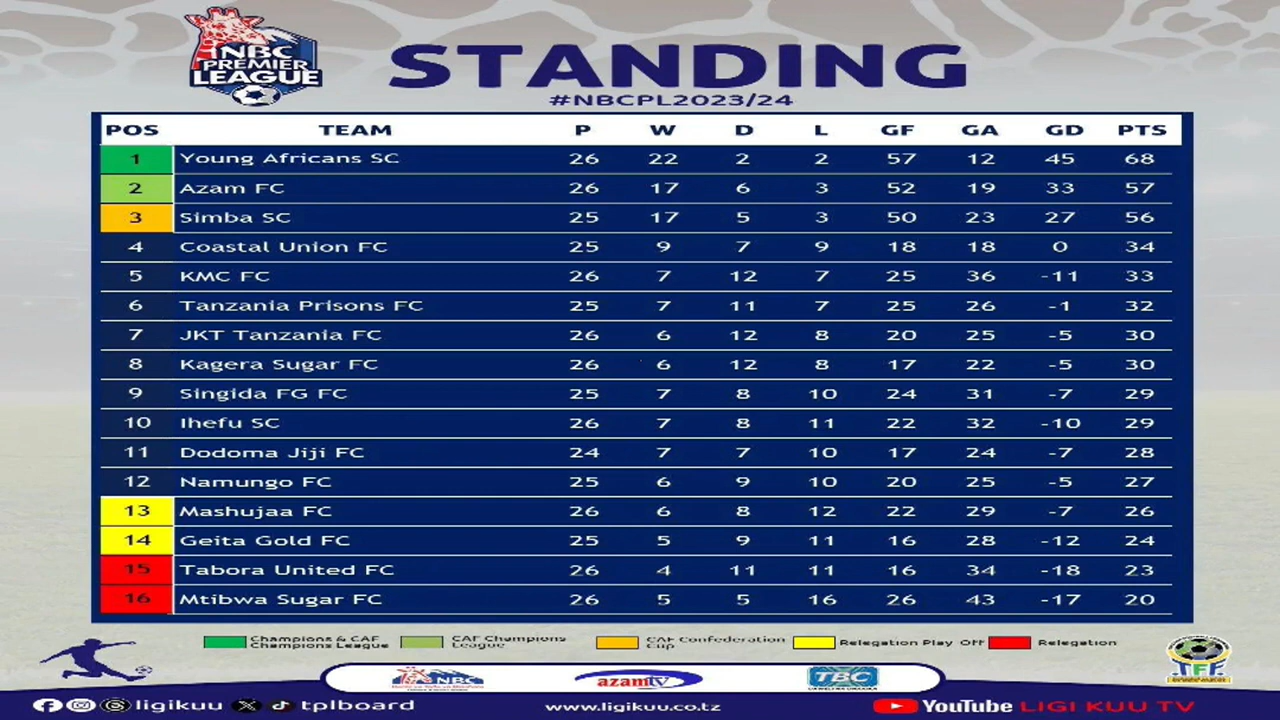 NBC
PREMIER
LEAGUE
STANDING
#NBCPL2023/24
POS TEAM P W D L GF GA GD PTS
1 Young Africans SC 26 22 2 2 57 12 45 68
2 Azam FC 26 17 6 3 52 19 33 57
3 Simba SC 25 17 5 3 50 23 27 56
4 Coastal Union FC 25 9 7 9 18 18 0 34
5 KMC FC 26 7 12 7 25 36 -11 33
6 Tanzania Prisons FC 25 7 11 7 25 26 -1 32
7 JKT Tanzania FC 26 6 12 8 20 25 -5 30
8 Kagera Sugar FC 26 6 12 8 17 22 -5 30
9 Singida FG FC 25 7 8 10 24 31 -7 29
10 Ihefu SC 26 7 8 11 22 32 -10 29
11 Dodoma Jiji FC 24 7 7 10 17 24 -7 28
12 Namungo FC 25 6 9 10 20 25 -5 27
13 Mashujaa FC 26 6 8 12 22 29 -7 26
14 Geita Gold FC 25 5 9 11 16 28 -12 24
15 Tabora United FC 26 4 11 11 16 34 -18 23
16 Mtibwa Sugar FC 26 5 5 16 26 43 -17 20
Champions & CAF
Champions League
CAF Champions
League
CAF Confederation
Cup
Relegation Play Off
Relegation
NBC
azamtv
TBC
TFF
ligikuu
tplboard
www.ligikuu.co.tz
YouTube LIGI KUU TV